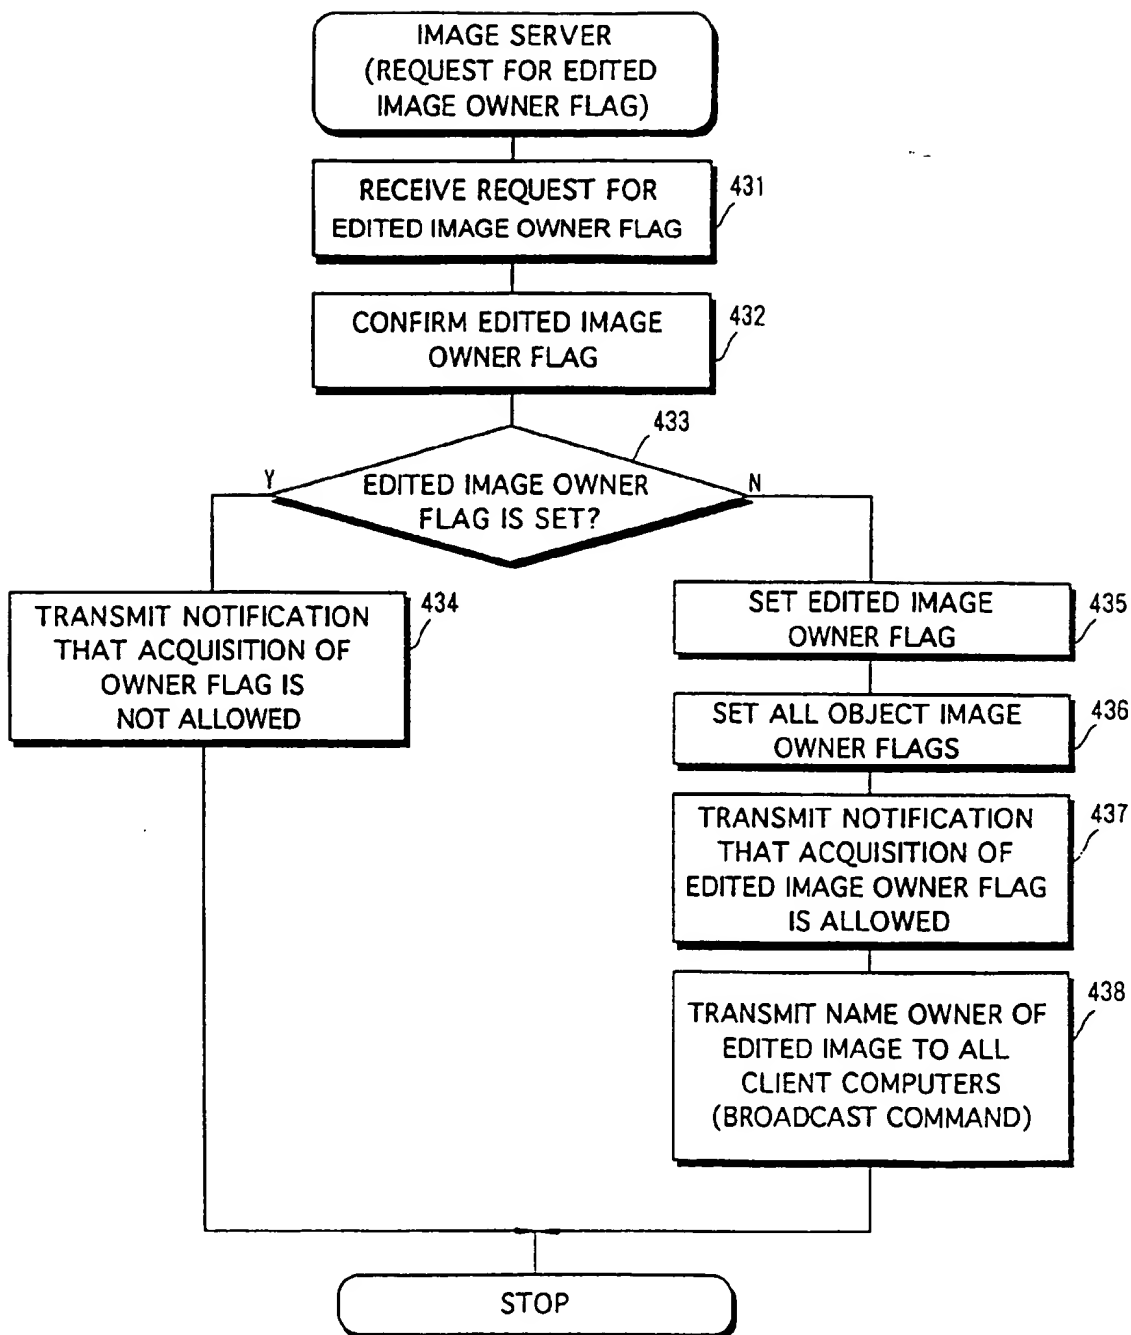 IMAGE SERVER
(REQUEST FOR EDITED
IMAGE OWNER FLAG)
RECEIVE REQUEST FOR
EDITED IMAGE OWNER FLAG
431
CONFIRM EDITED IMAGE
OWNER FLAG
432
433
Y
EDITED IMAGE OWNER
FLAG IS SET?
N
TRANSMIT NOTIFICATION
THAT ACQUISITION OF
OWNER FLAG IS
NOT ALLOWED
434
SET EDITED IMAGE
OWNER FLAG
435
SET ALL OBJECT IMAGE
OWNER FLAGS
436
TRANSMIT NOTIFICATION
THAT ACQUISITION OF
EDITED IMAGE OWNER FLAG
IS ALLOWED
437
TRANSMIT NAME OWNER OF
EDITED IMAGE TO ALL
CLIENT COMPUTERS
(BROADCAST COMMAND)
438
STOP